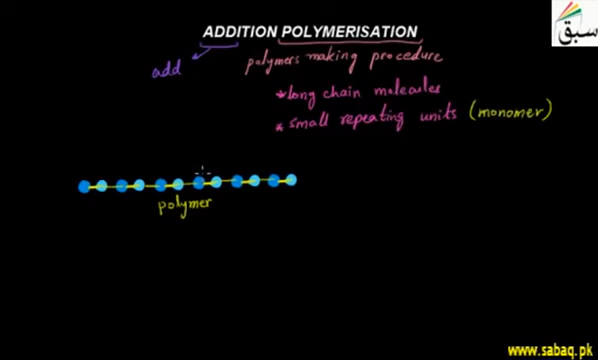 ADDITION POLYMERISATION
سبق
add
polymers making procedure
*long chain molecules
* small repeating units (monomer)
polymer
www.sabaq.pk